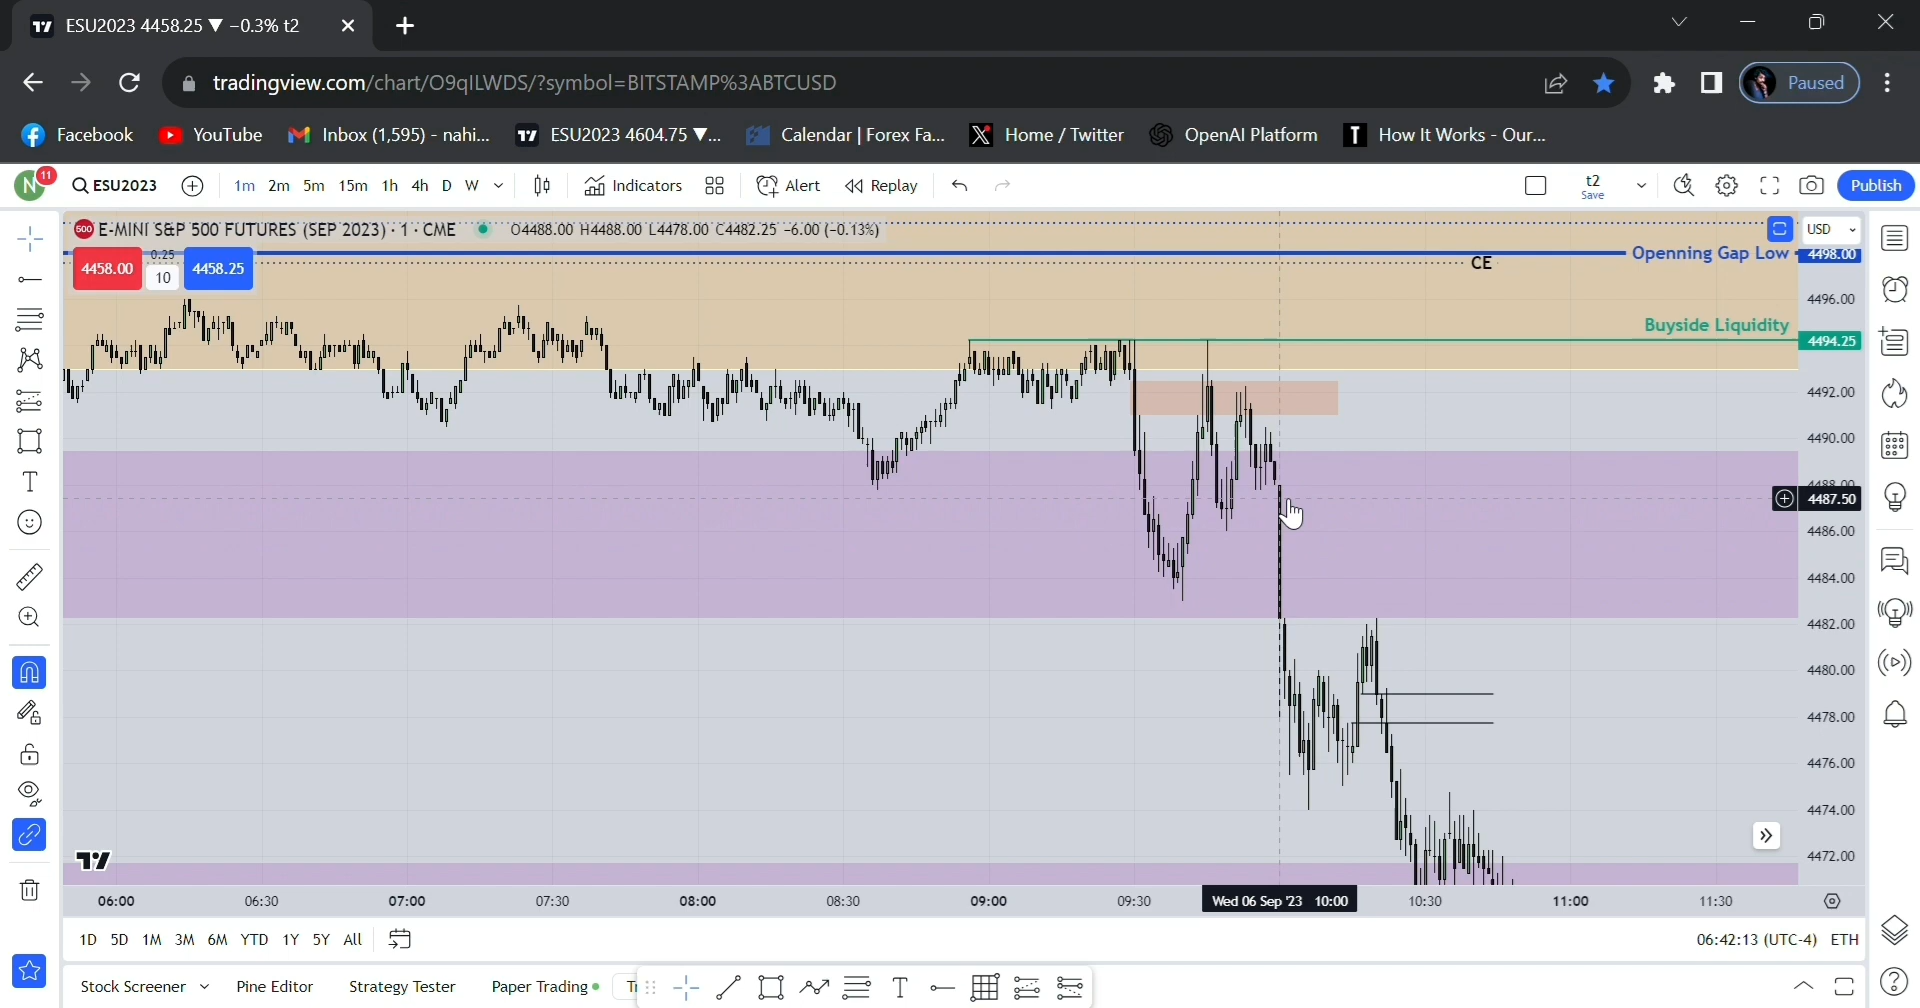 ESU2023 4458.25 ▼ −0.3% t2
tradingview.com/chart/O9qlLWDS/?symbol=BITSTAMP%3ABTCUSD
Paused
Facebook YouTube Inbox (1,595) - nahi... ESU2023 4604.75 ▼... Calendar | Forex Fa... Home / Twitter OpenAI Platform How It Works - Our...
N 11 ESU2023 1m 2m 5m 15m 1h 4h D W Indicators Alert Replay t2 Save Publish
500 E-MINI S&P 500 FUTURES (SEP 2023) · 1 · CME O4488.00 H4488.00 L4478.00 C4482.25 −6.00 (−0.13%) USD
Openning Gap Low 4498.00
4458.00 0.25 10 4458.25
CE
4496.00
Buyside Liquidity
4494.25
4492.00
4490.00
4488.00
4487.50
4486.00
4484.00
4482.00
4480.00
4478.00
4476.00
4474.00
4472.00
06:00 06:30 07:00 07:30 08:00 08:30 09:00 09:30 Wed 06 Sep '23 10:00 10:30 11:00 11:30
1D 5D 1M 3M 6M YTD 1Y 5Y All 06:42:13 (UTC-4) ETH
Stock Screener Pine Editor Strategy Tester Paper Trading